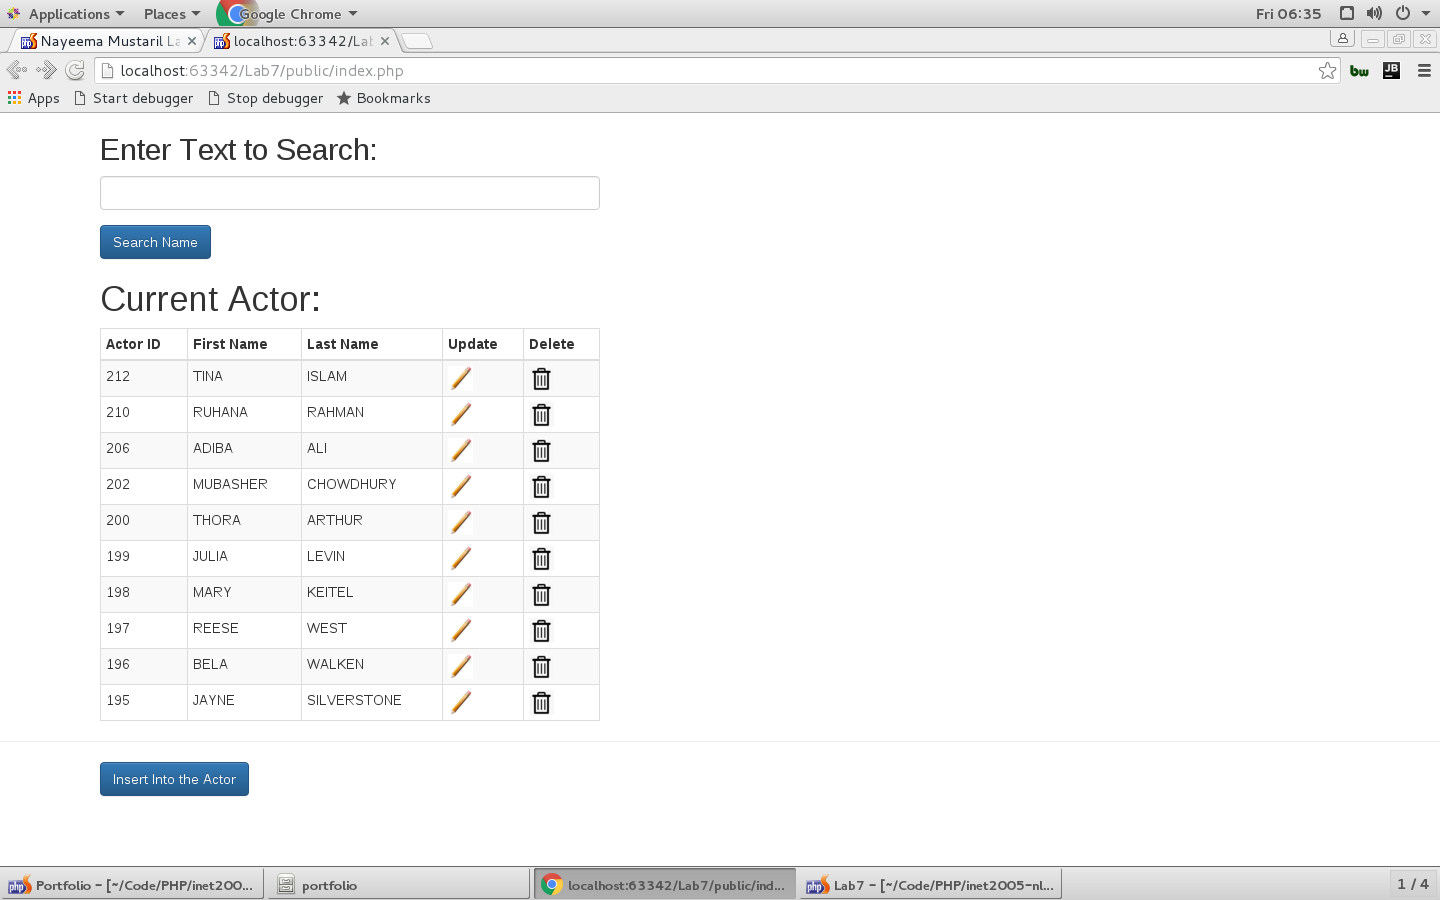 Applications Places Google Chrome Fri 06:35
Nayeema Mustaril La localhost:63342/Lab
localhost:63342/Lab7/public/index.php bw JB
Apps Start debugger Stop debugger Bookmarks
Enter Text to Search:
Search Name
Current Actor:
Actor ID First Name Last Name Update Delete
212 TINA ISLAM
210 RUHANA RAHMAN
206 ADIBA ALI
202 MUBASHER CHOWDHURY
200 THORA ARTHUR
199 JULIA LEVIN
198 MARY KEITEL
197 REESE WEST
196 BELA WALKEN
195 JAYNE SILVERSTONE
Insert Into the Actor
Portfolio - [~/Code/PHP/inet200... portfolio localhost:63342/Lab7/public/ind... Lab7 - [~/Code/PHP/inet2005-nl... 1 / 4